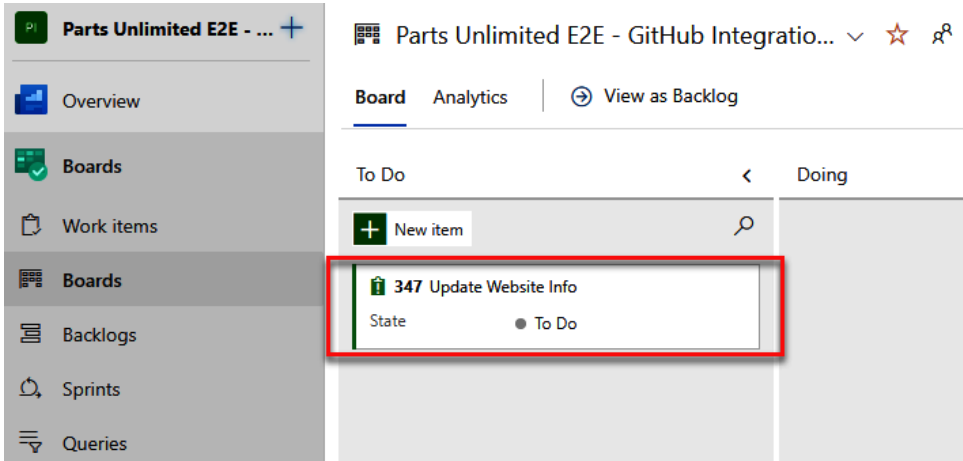 PI
Parts Unlimited E2E - ...
Overview
Boards
Work items
Boards
Backlogs
Sprints
Queries
Parts Unlimited E2E - GitHub Integratio...
Board Analytics View as Backlog
To Do
Doing
New item
347 Update Website Info
State To Do